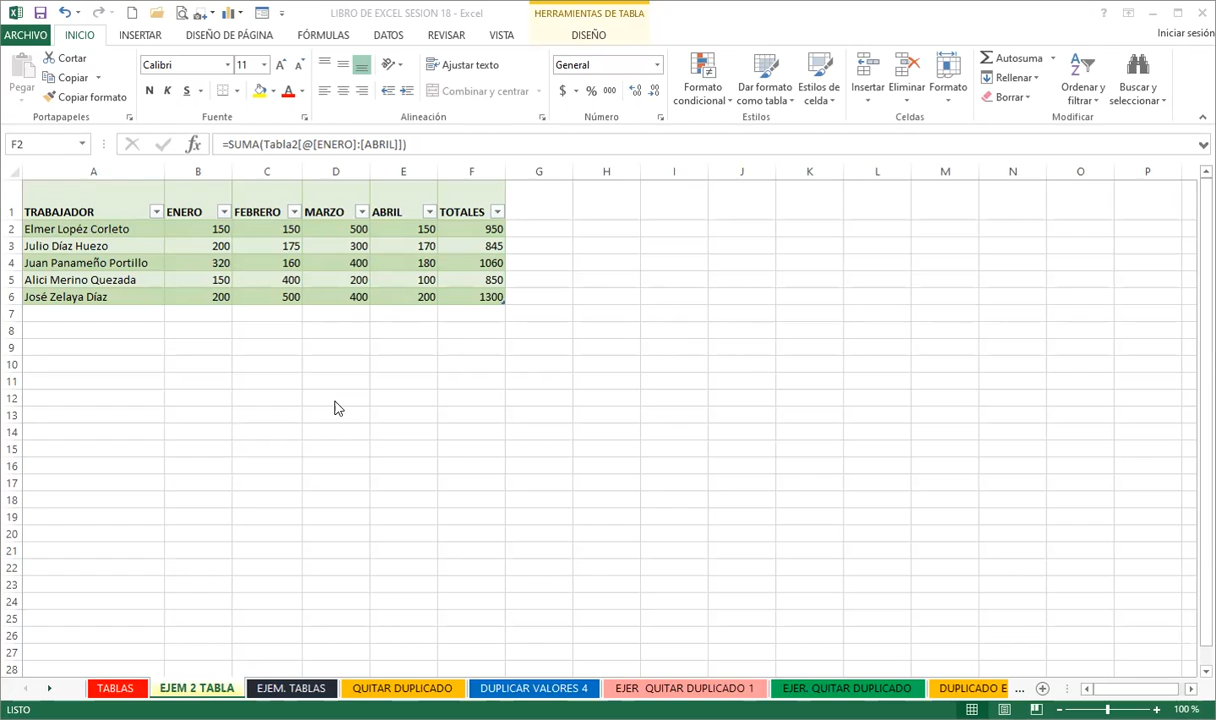 LIBRO DE EXCEL SESION 18 - Excel
HERRAMIENTAS DE TABLA
?
ARCHIVO INICIO INSERTAR DISEÑO DE PÁGINA FÓRMULAS DATOS REVISAR VISTA DISEÑO Iniciar sesión
Pegar
Cortar
Copiar
Copiar formato
Portapapeles
Calibri 11
N K S A
Fuente
Ajustar texto
Combinar y centrar
Alineación
General
$ % 000
Número
Formato condicional
Dar formato como tabla
Estilos de celda
Estilos
Insertar Eliminar Formato
Celdas
Autosuma
Rellenar
Borrar
Ordenar y filtrar
Buscar y seleccionar
Modificar
F2 fx =SUMA(Tabla2[@[ENERO]:[ABRIL]])
A B C D E F G H I J K L M N O P
1 TRABAJADOR ENERO FEBRERO MARZO ABRIL TOTALES
2 Elmer Lopéz Corleto 150 150 500 150 950
3 Julio Díaz Huezo 200 175 300 170 845
4 Juan Panameño Portillo 320 160 400 180 1060
5 Alici Merino Quezada 150 400 200 100 850
6 José Zelaya Díaz 200 500 400 200 1300
7
8
9
10
11
12
13
14
15
16
17
18
19
20
21
22
23
24
25
26
27
28
TABLAS EJEM 2 TABLA EJEM. TABLAS QUITAR DUPLICADO DUPLICAR VALORES 4 EJER QUITAR DUPLICADO 1 EJER. QUITAR DUPLICADO DUPLICADO E ...
LISTO 100 %